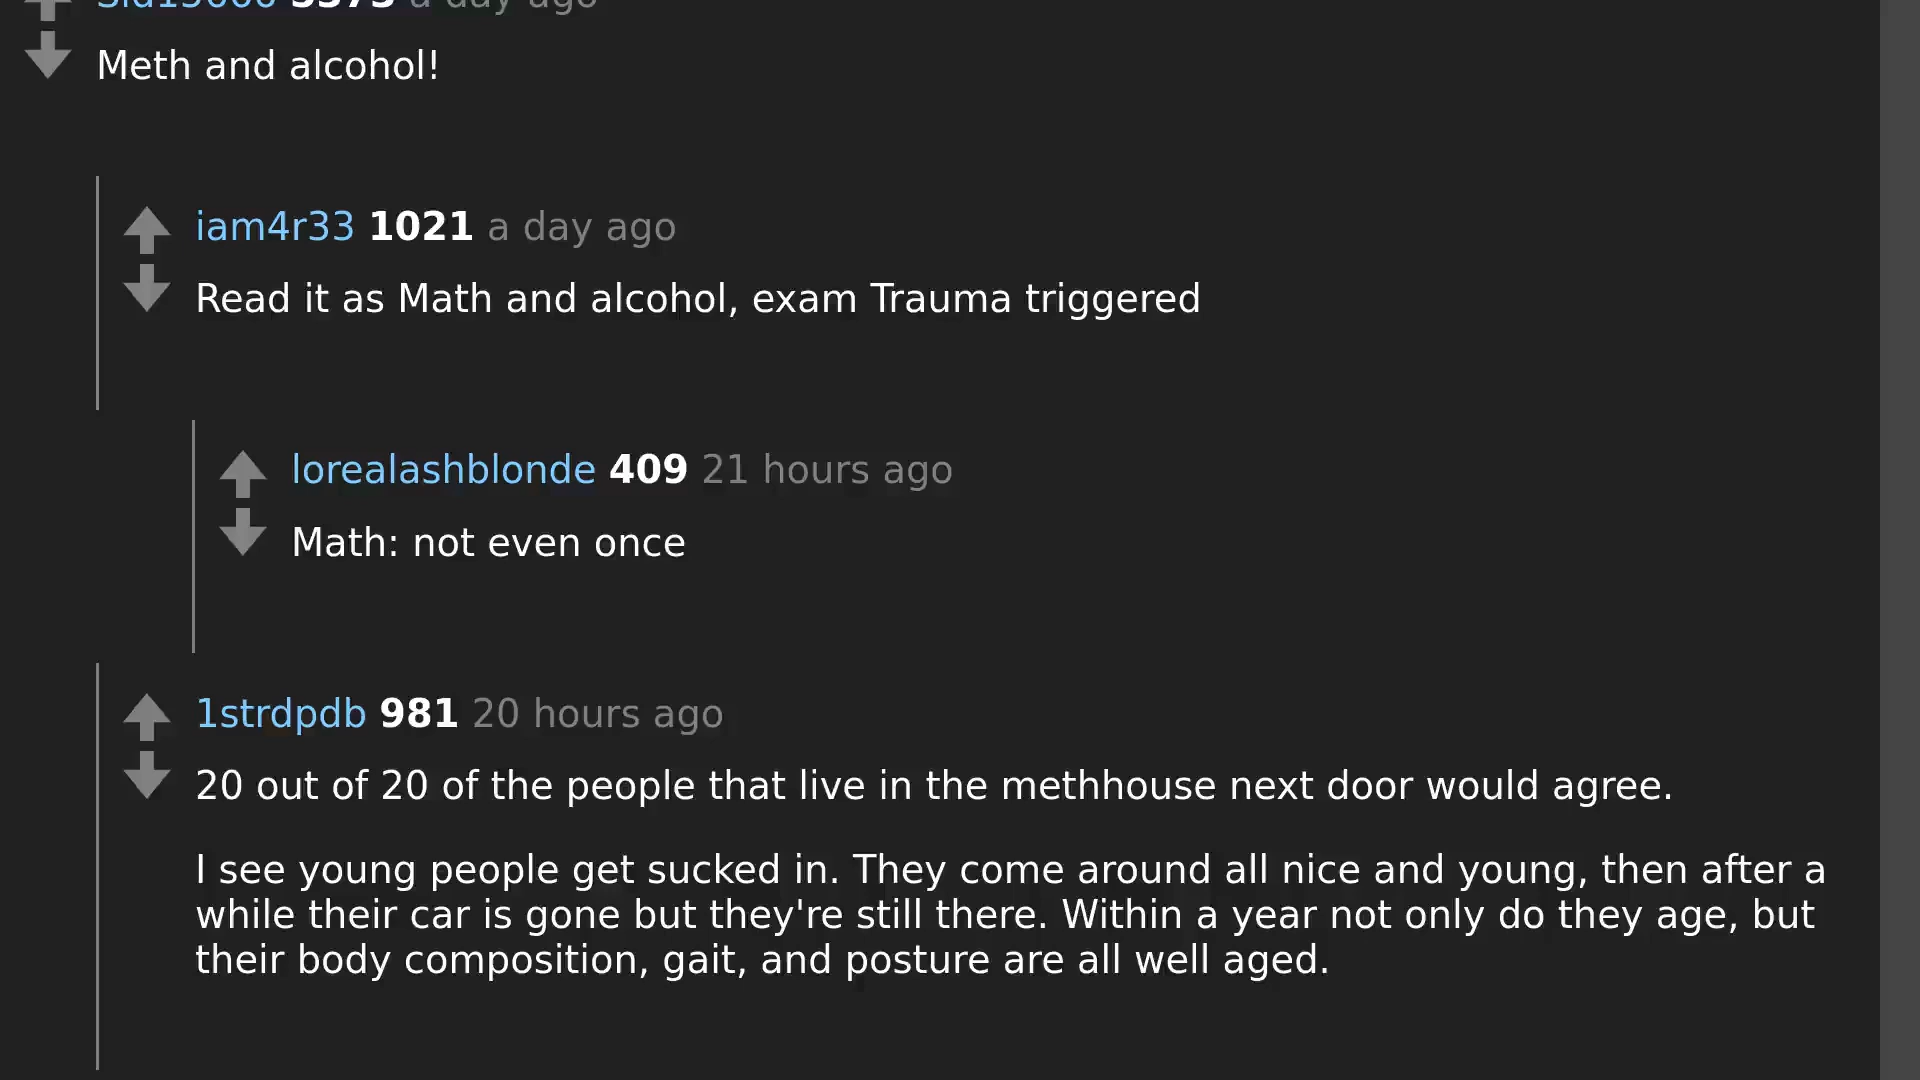 a day ago
Meth and alcohol!
iam4r33 1021 a day ago
Read it as Math and alcohol, exam Trauma triggered
lorealashblonde 409 21 hours ago
Math: not even once
1strdpdb 981 20 hours ago
20 out of 20 of the people that live in the methhouse next door would agree.
I see young people get sucked in. They come around all nice and young, then after a
while their car is gone but they're still there. Within a year not only do they age, but
their body composition, gait, and posture are all well aged.